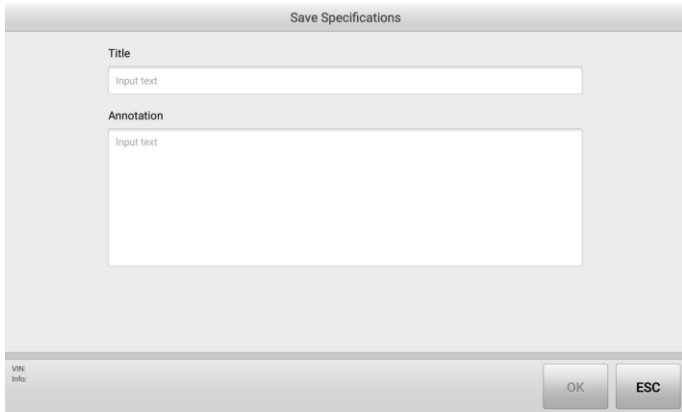 Save Specifications
Title
Input text
Annotation
Input text
VIN:
Info:
OK
ESC